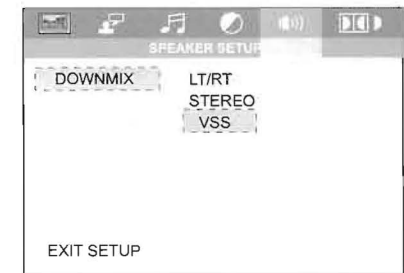 SPEAKER SETUP
DOWNMIX LT/RT
STEREO
VSS
EXIT SETUP